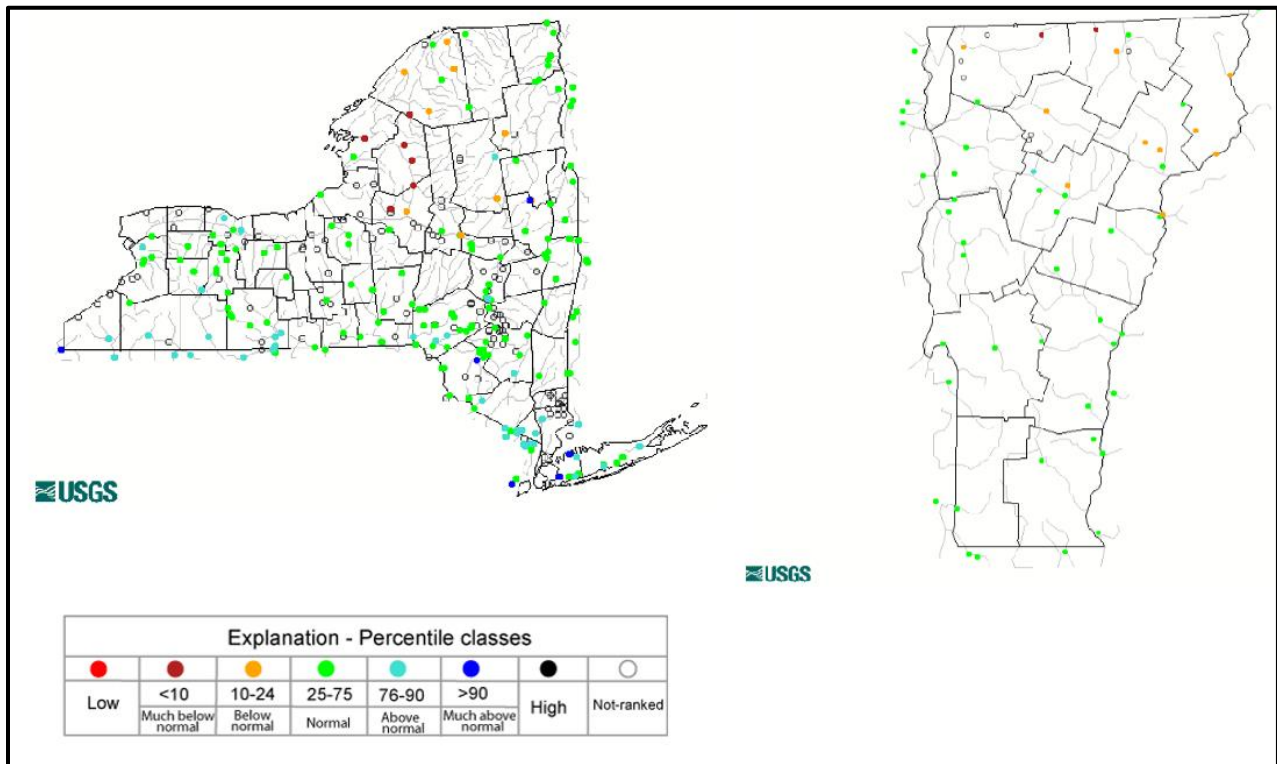 USGS
USGS
Explanation - Percentile classes
Low <10 10-24 25-75 76-90 >90 High Not-ranked
Much below normal Below normal Normal Above normal Much above normal